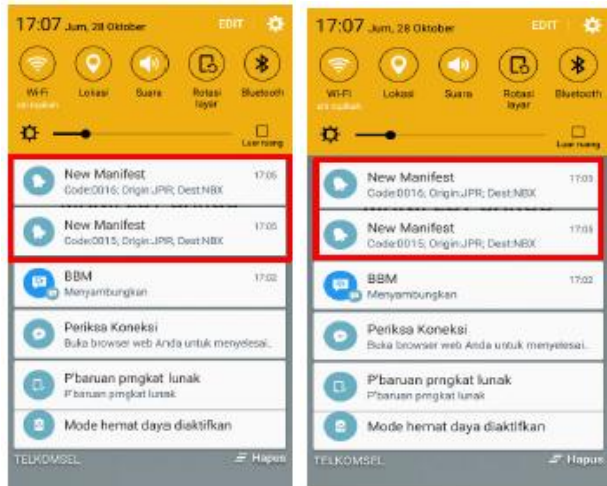 17:07 Jum, 28 Oktober EDIT
Wi-Fi Lokasi Suara Rotasi layar Bluetooth
Luar ruang
New Manifest 17:05
Code:0016; Origin:JPR; Dest:NBX
New Manifest 17:05
Code:0015; Origin:JPR; Dest:NBX
BBM 17:02
Menyambungkan
Periksa Koneksi
Buka browser web Anda untuk menyelesai..
P'baruan prngkat lunak
P'baruan prngkat lunak
Mode hemat daya diaktifkan
TELKOMSEL Hapus
17:07 Jum, 28 Oktober EDIT
Wi-Fi Lokasi Suara Rotasi layar Bluetooth
Luar ruang
New Manifest
Code:0016; Origin:JPR; Dest:NBX
New Manifest
Code:0015; Origin:JPR; Dest:NBX
BBM 17:02
Menyambungkan
Periksa Koneksi
Buka browser web Anda untuk menyelesai..
P'baruan prngkat lunak
P'baruan prngkat lunak
Mode hemat daya diaktifkan
TELKOMSEL Hapus